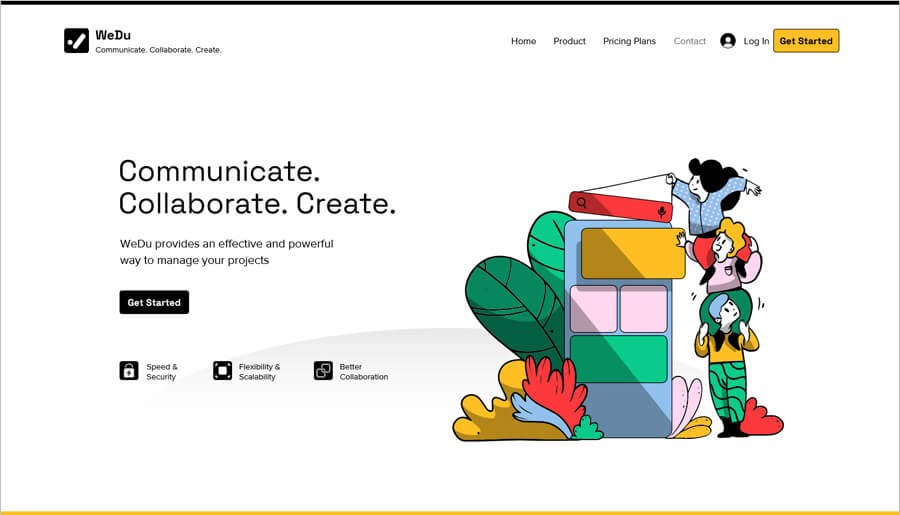 WeDu
Communicate. Collaborate. Create.
Home
Product
Pricing Plans
Contact
Log In
Get Started
Communicate.
Collaborate. Create.
WeDu provides an effective and powerful
way to manage your projects
Get Started
Speed &
Security
Flexibility &
Scalability
Better
Collaboration